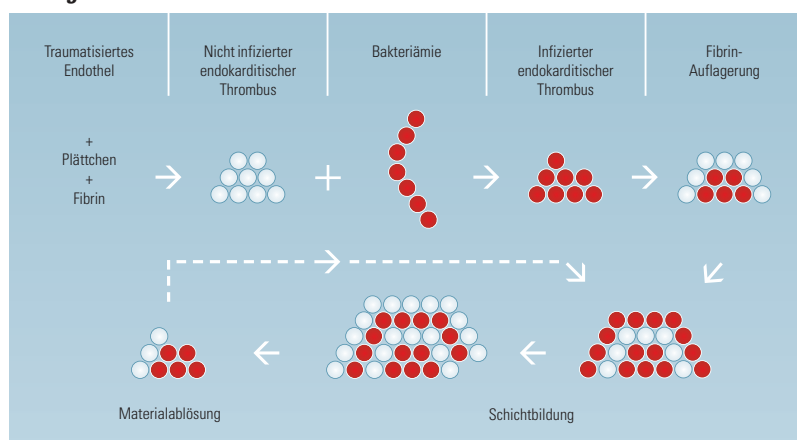 Traumatisiertes
Endothel
Nicht infizierter
endokarditischer
Thrombus
Bakteriämie
Infizierter
endokarditischer
Thrombus
Fibrin-
Auflagerung
+
Plättchen
+
Fibrin
+
Materialablösung
Schichtbildung